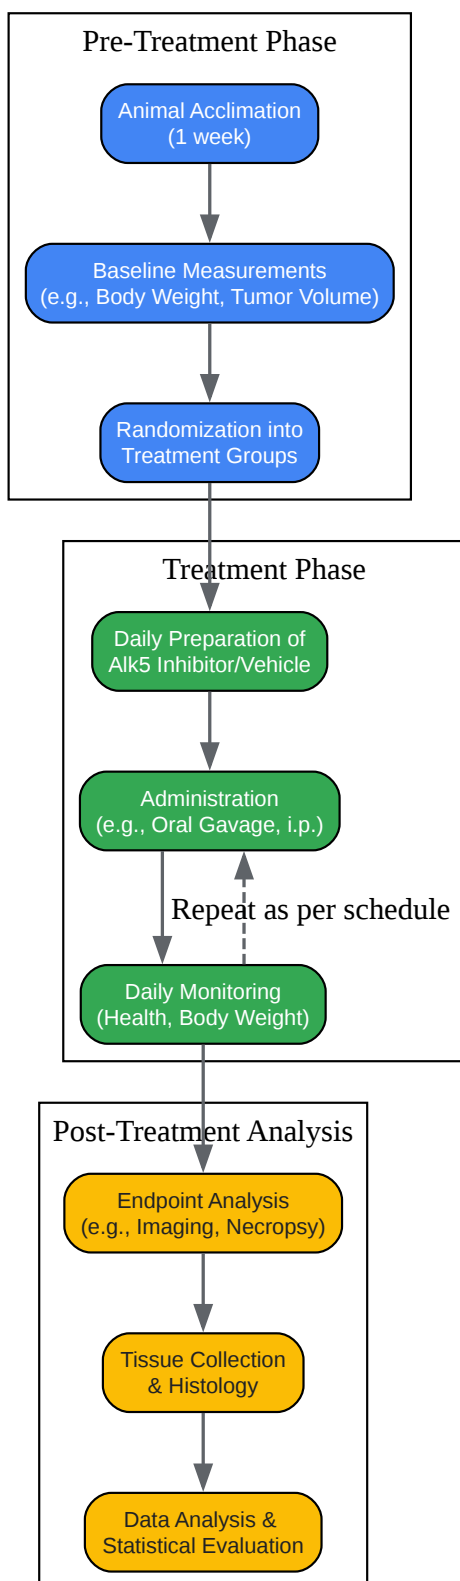 Pre-Treatment Phase
Animal Acclimation
(1 week)
Baseline Measurements
(e.g., Body Weight, Tumor Volume)
Randomization into
Treatment Groups
Treatment Phase
Daily Preparation of
Alk5 Inhibitor/Vehicle
Administration
(e.g., Oral Gavage, i.p.)
Repeat as per schedule
Daily Monitoring
(Health, Body Weight)
Post-Treatment Analysis
Endpoint Analysis
(e.g., Imaging, Necropsy)
Tissue Collection
& Histology
Data Analysis &
Statistical Evaluation